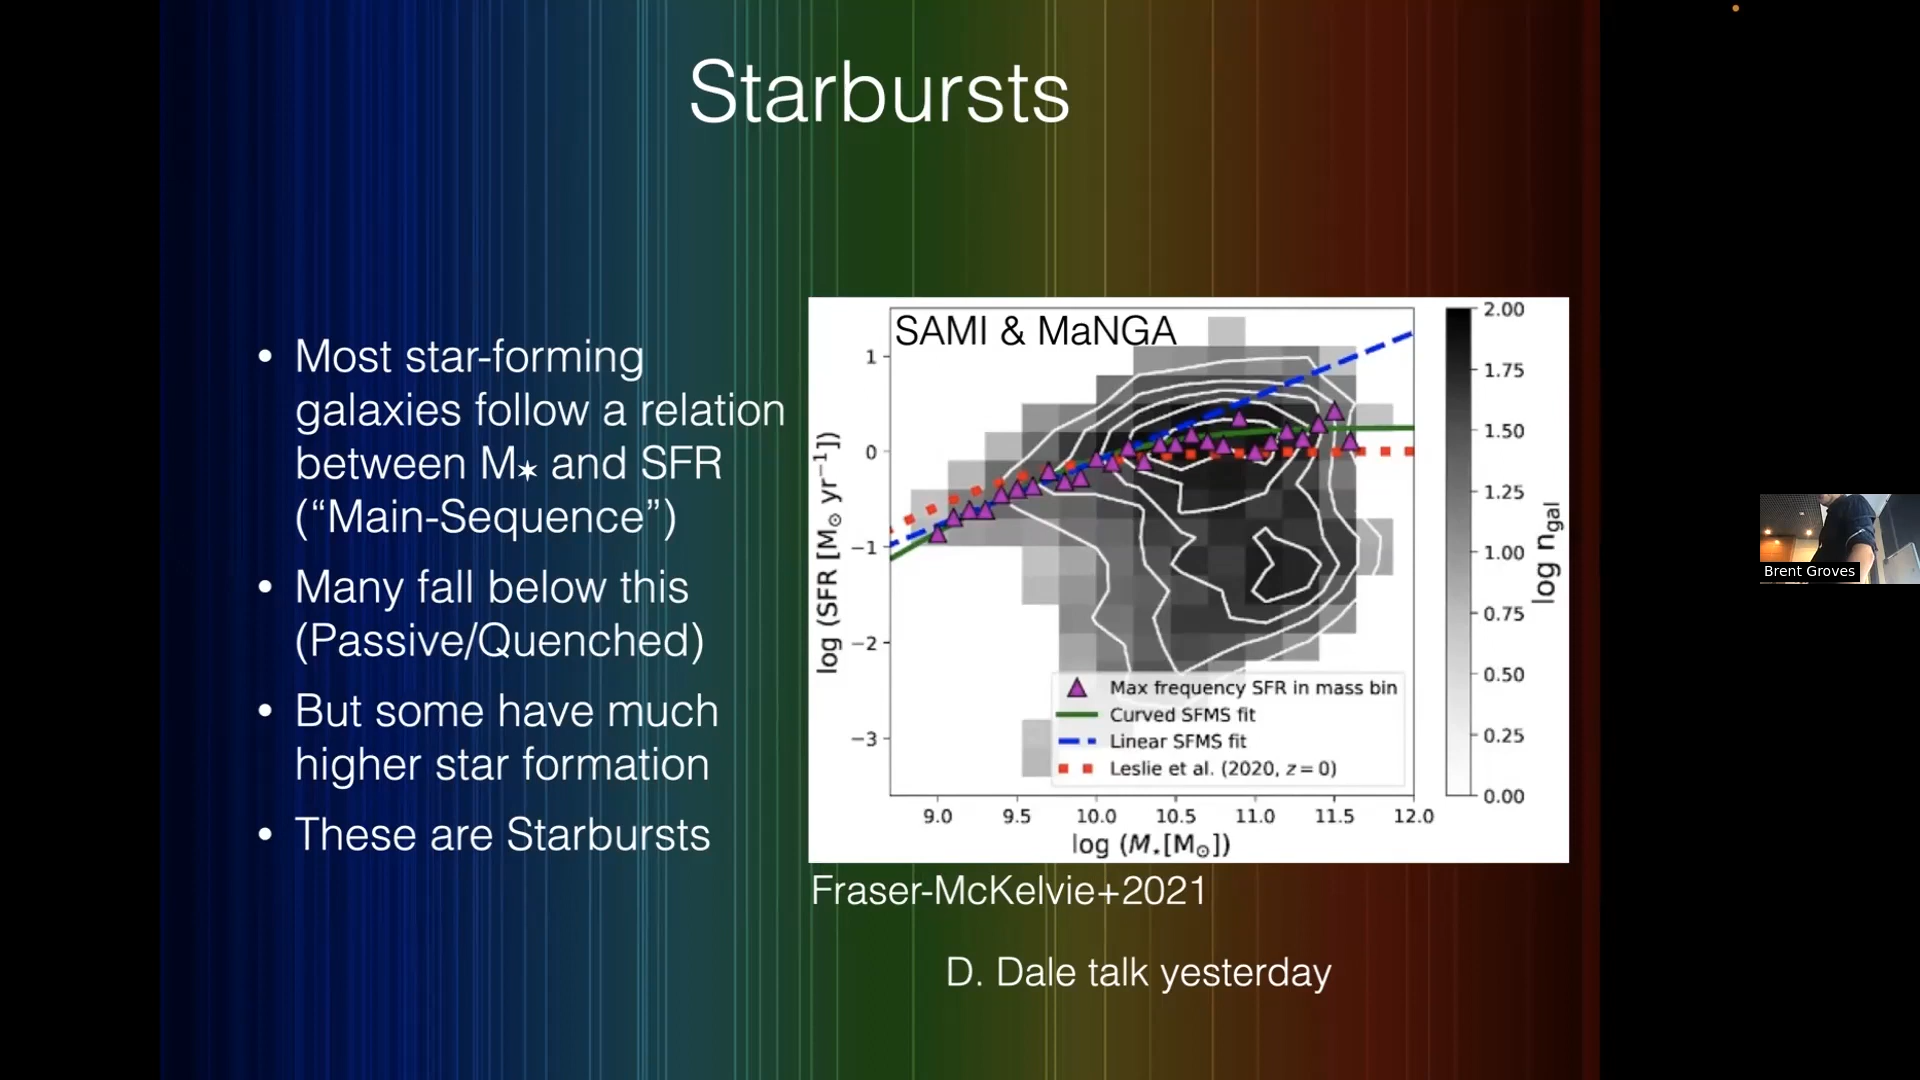 Starbursts
• Most star-forming
galaxies follow a relation
between M★ and SFR
(“Main-Sequence”)
• Many fall below this
(Passive/Quenched)
• But some have much
higher star formation
• These are Starbursts
SAMI & MaNGA
1
0
−1
−2
−3
log (SFR [M⊙ yr⁻¹])
Max frequency SFR in mass bin
Curved SFMS fit
Linear SFMS fit
Leslie et al. (2020, z = 0)
9.0 9.5 10.0 10.5 11.0 11.5 12.0
log (M⋆[M⊙])
2.00
1.75
1.50
1.25
1.00
0.75
0.50
0.25
0.00
log n_gal
Fraser-McKelvie+2021
D. Dale talk yesterday
Brent Groves